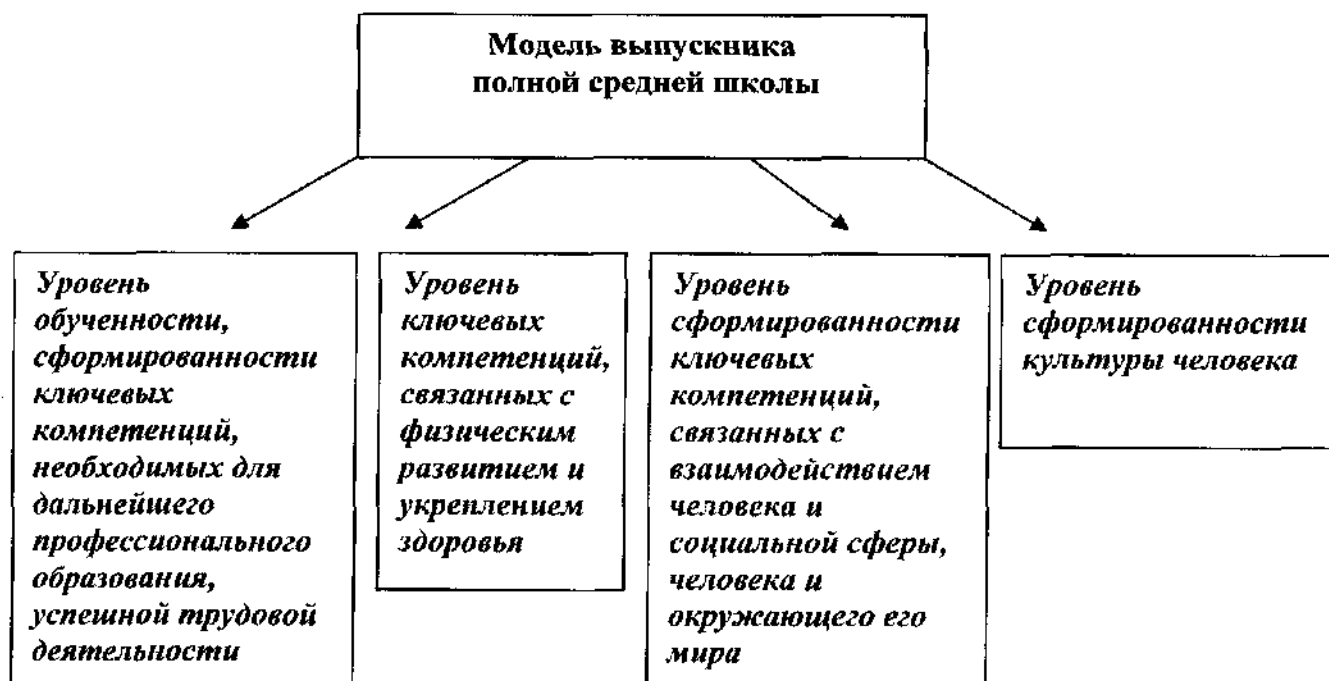 Модель выпускника
полной средней школы
Уровень
обученности,
сформированности
ключевых
компетенций,
необходимых для
дальнейшего
профессионального
образования,
успешной трудовой
деятельности
Уровень
ключевых
компетенций,
связанных с
физическим
развитием и
укреплением
здоровья
Уровень
сформированности
ключевых
компетенций,
связанных с
взаимодействием
человека и
социальной сферы,
человека и
окружающего его
мира
Уровень
сформированности
культуры человека